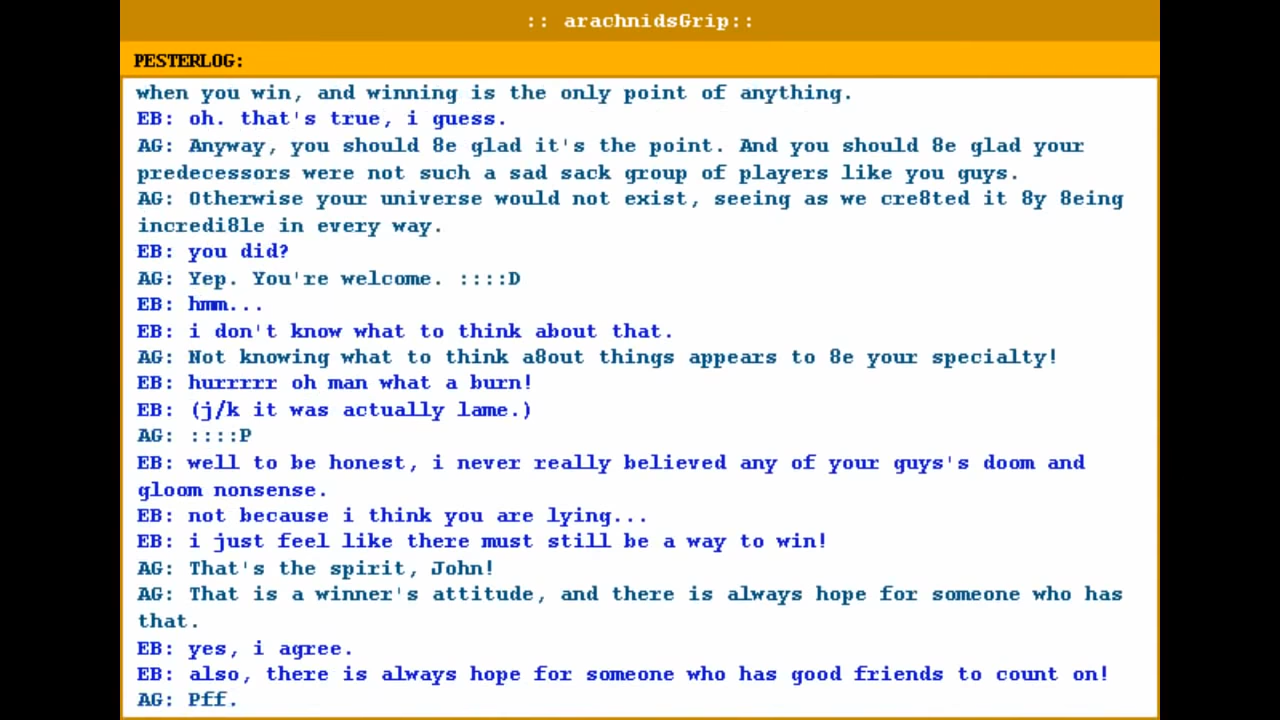 :: arachnidsGrip::
PESTERLOG:
when you win, and winning is the only point of anything.
EB: oh. that's true, i guess.
AG: Anyway, you should 8e glad it's the point. And you should 8e glad your
predecessors were not such a sad sack group of players like you guys.
AG: Otherwise your universe would not exist, seeing as we cre8ted it 8y 8eing
incredi8le in every way.
EB: you did?
AG: Yep. You're welcome. ::::D
EB: hmm...
EB: i don't know what to think about that.
AG: Not knowing what to think a8out things appears to 8e your specialty!
EB: hurrrrr oh man what a burn!
EB: (j/k it was actually lame.)
AG: ::::P
EB: well to be honest, i never really believed any of your guys's doom and
gloom nonsense.
EB: not because i think you are lying...
EB: i just feel like there must still be a way to win!
AG: That's the spirit, John!
AG: That is a winner's attitude, and there is always hope for someone who has
that.
EB: yes, i agree.
EB: also, there is always hope for someone who has good friends to count on!
AG: Pff.